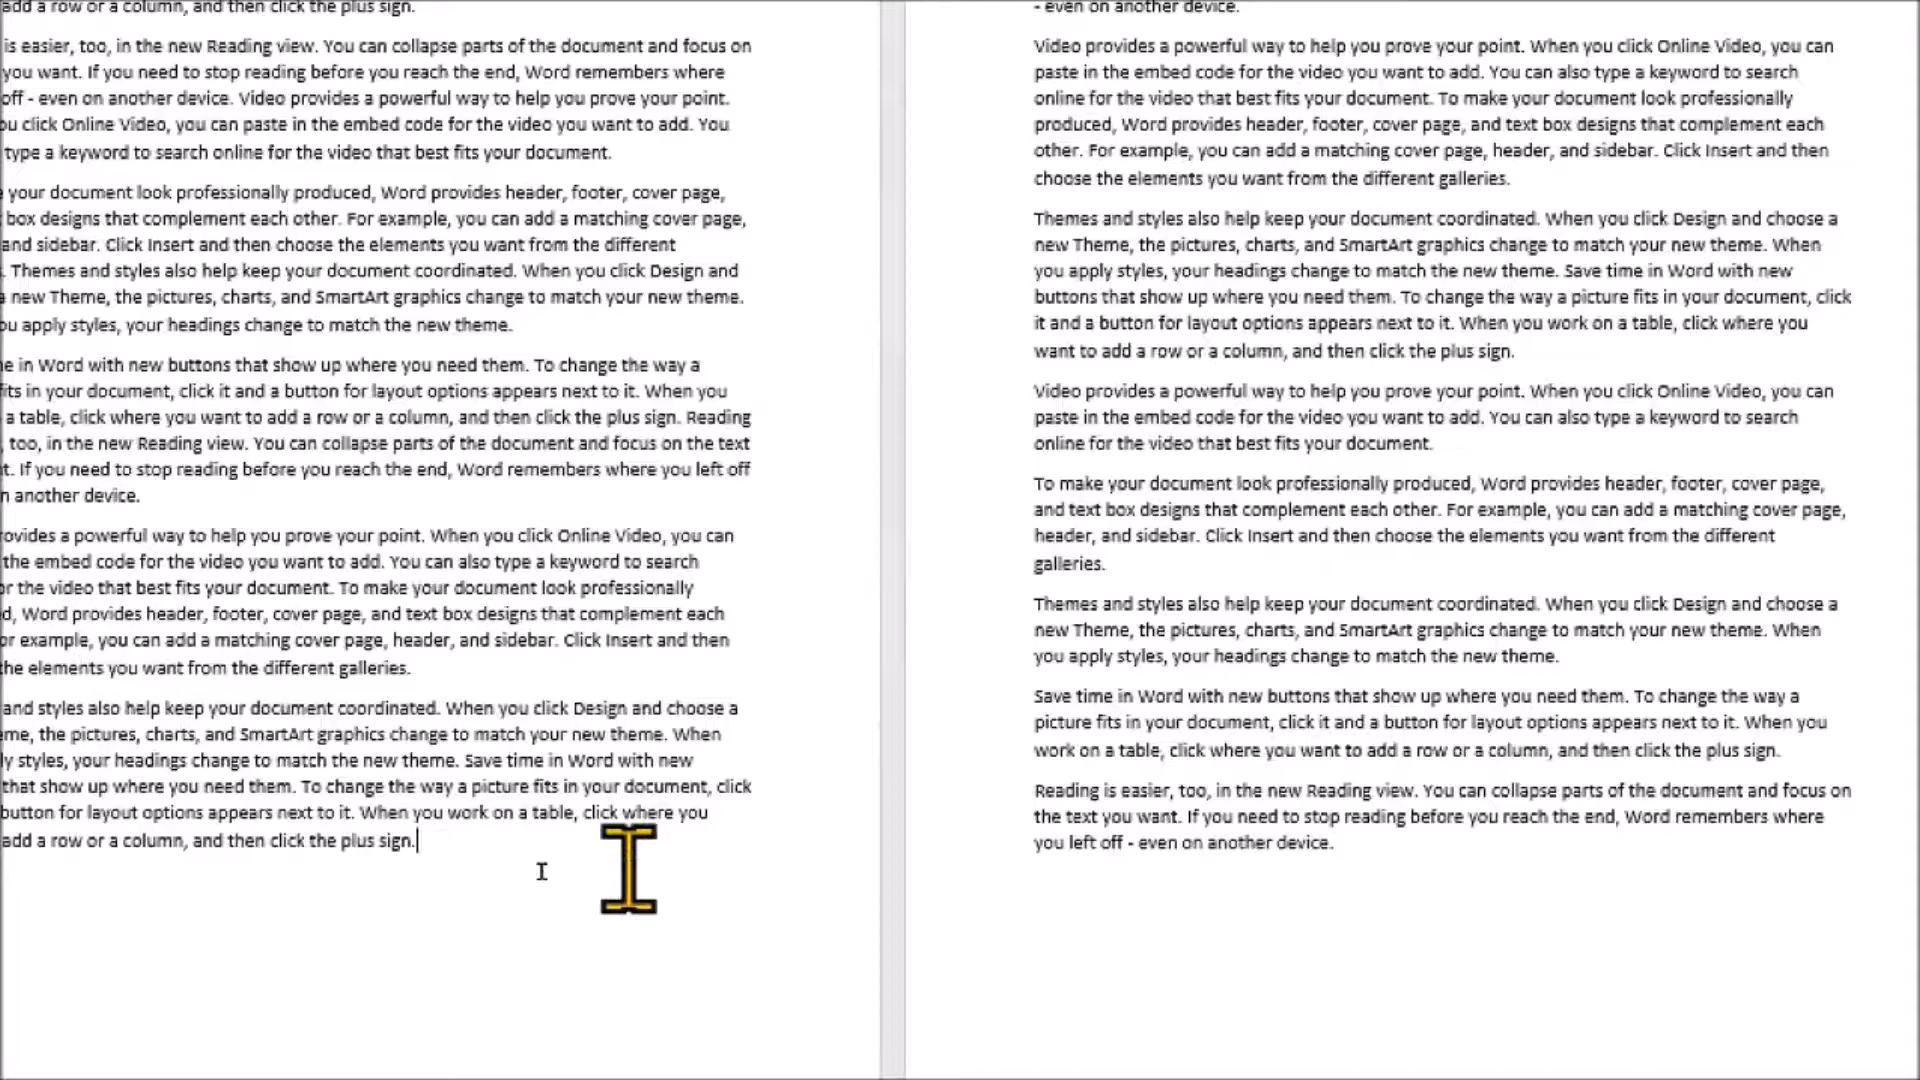 add a row or a column, and then click the plus sign.
is easier, too, in the new Reading view. You can collapse parts of the document and focus on
you want. If you need to stop reading before you reach the end, Word remembers where
off - even on another device. Video provides a powerful way to help you prove your point.
ou click Online Video, you can paste in the embed code for the video you want to add. You
type a keyword to search online for the video that best fits your document.
your document look professionally produced, Word provides header, footer, cover page,
box designs that complement each other. For example, you can add a matching cover page,
and sidebar. Click Insert and then choose the elements you want from the different
. Themes and styles also help keep your document coordinated. When you click Design and
new Theme, the pictures, charts, and SmartArt graphics change to match your new theme.
ou apply styles, your headings change to match the new theme.
e in Word with new buttons that show up where you need them. To change the way a
fits in your document, click it and a button for layout options appears next to it. When you
a table, click where you want to add a row or a column, and then click the plus sign. Reading
, too, in the new Reading view. You can collapse parts of the document and focus on the text
t. If you need to stop reading before you reach the end, Word remembers where you left off
n another device.
rovides a powerful way to help you prove your point. When you click Online Video, you can
the embed code for the video you want to add. You can also type a keyword to search
or the video that best fits your document. To make your document look professionally
d, Word provides header, footer, cover page, and text box designs that complement each
or example, you can add a matching cover page, header, and sidebar. Click Insert and then
the elements you want from the different galleries.
and styles also help keep your document coordinated. When you click Design and choose a
eme, the pictures, charts, and SmartArt graphics change to match your new theme. When
ly styles, your headings change to match the new theme. Save time in Word with new
that show up where you need them. To change the way a picture fits in your document, click
button for layout options appears next to it. When you work on a table, click where you
add a row or a column, and then click the plus sign.
- even on another device.
Video provides a powerful way to help you prove your point. When you click Online Video, you can
paste in the embed code for the video you want to add. You can also type a keyword to search
online for the video that best fits your document. To make your document look professionally
produced, Word provides header, footer, cover page, and text box designs that complement each
other. For example, you can add a matching cover page, header, and sidebar. Click Insert and then
choose the elements you want from the different galleries.
Themes and styles also help keep your document coordinated. When you click Design and choose a
new Theme, the pictures, charts, and SmartArt graphics change to match your new theme. When
you apply styles, your headings change to match the new theme. Save time in Word with new
buttons that show up where you need them. To change the way a picture fits in your document, click
it and a button for layout options appears next to it. When you work on a table, click where you
want to add a row or a column, and then click the plus sign.
Video provides a powerful way to help you prove your point. When you click Online Video, you can
paste in the embed code for the video you want to add. You can also type a keyword to search
online for the video that best fits your document.
To make your document look professionally produced, Word provides header, footer, cover page,
and text box designs that complement each other. For example, you can add a matching cover page,
header, and sidebar. Click Insert and then choose the elements you want from the different
galleries.
Themes and styles also help keep your document coordinated. When you click Design and choose a
new Theme, the pictures, charts, and SmartArt graphics change to match your new theme. When
you apply styles, your headings change to match the new theme.
Save time in Word with new buttons that show up where you need them. To change the way a
picture fits in your document, click it and a button for layout options appears next to it. When you
work on a table, click where you want to add a row or a column, and then click the plus sign.
Reading is easier, too, in the new Reading view. You can collapse parts of the document and focus on
the text you want. If you need to stop reading before you reach the end, Word remembers where
you left off - even on another device.